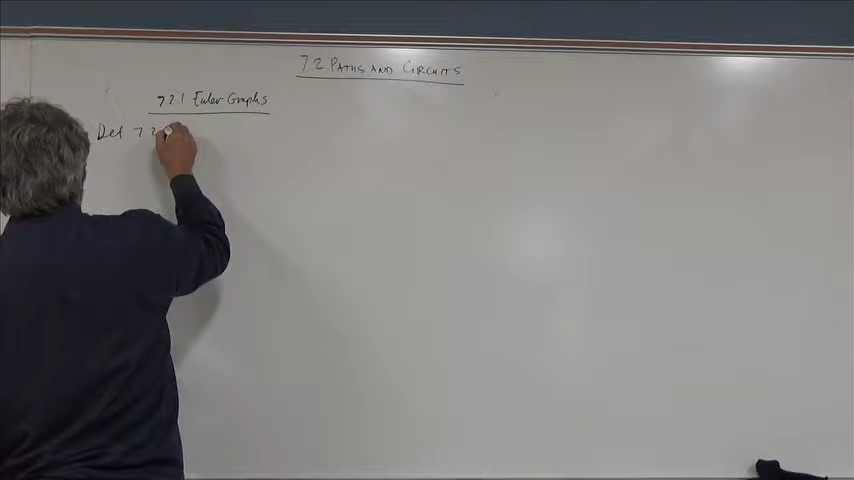 7.2 PATHS AND CIRCUITS
7.2.1 Euler Graphs
Def 7.2